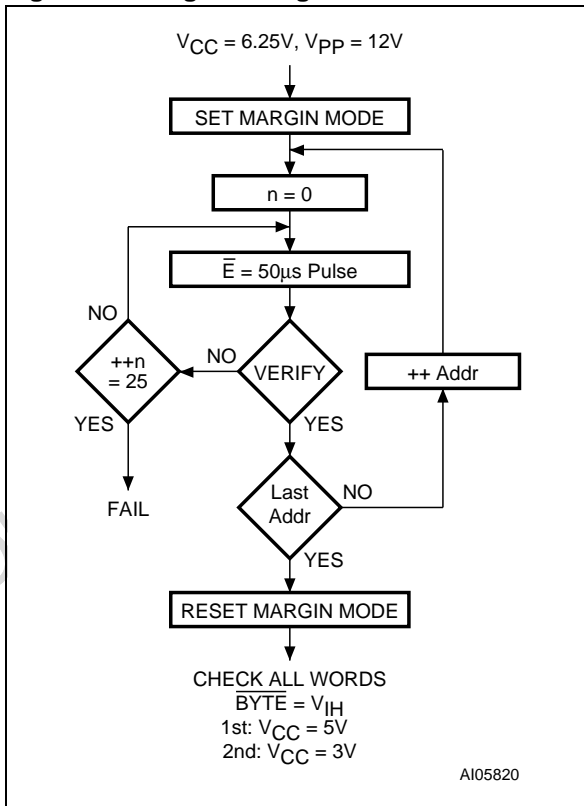 VCC = 6.25V, VPP = 12V
SET MARGIN MODE
n = 0
E̅ = 50µs Pulse
NO
++n
= 25
NO
VERIFY
++ Addr
YES
YES
FAIL
Last
Addr
NO
YES
RESET MARGIN MODE
CHECK ALL WORDS
B̅Y̅T̅E̅ = VIH
1st: VCC = 5V
2nd: VCC = 3V
AI05820